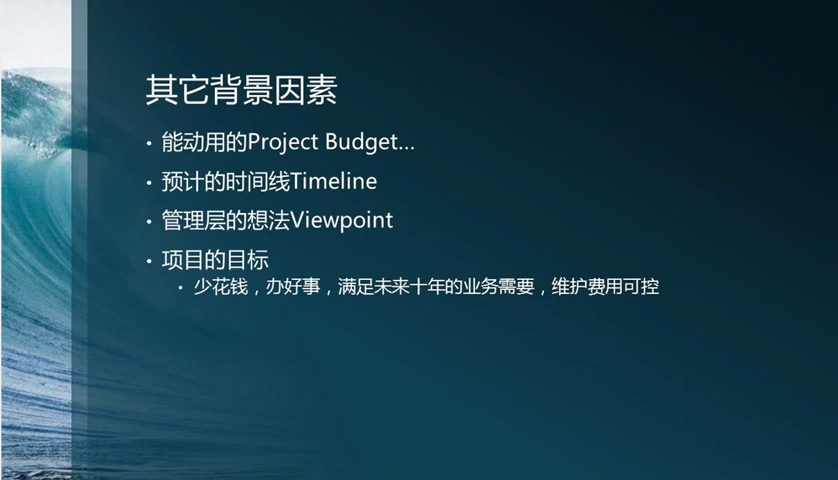 其它背景因素
• 能动用的Project Budget...
• 预计的时间线Timeline
• 管理层的想法Viewpoint
• 项目的目标
• 少花钱，办好事，满足未来十年的业务需要，维护费用可控